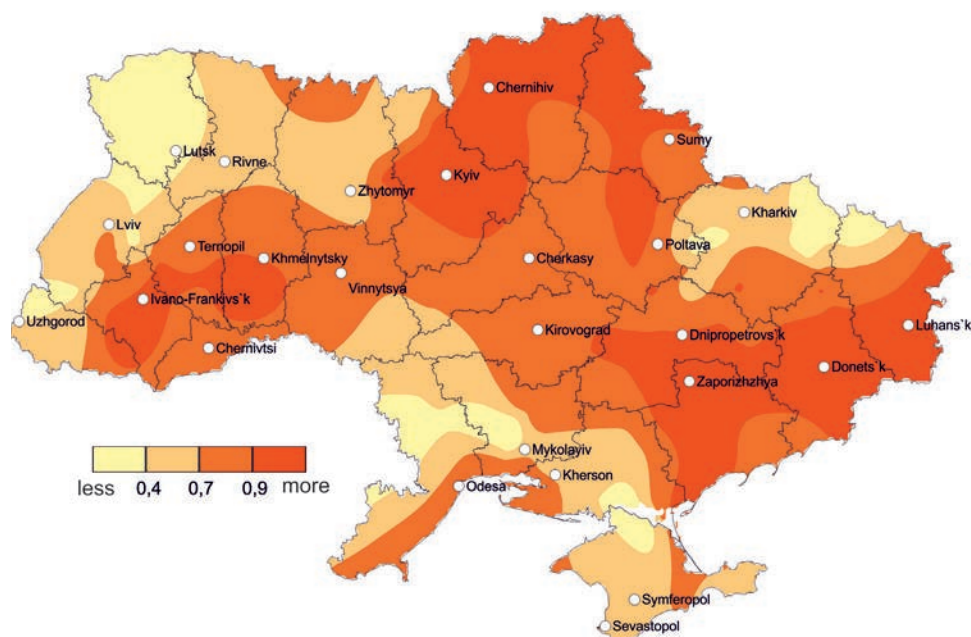 Chernihiv
Sumy
Lutsk
Rivne
Kyiv
Zhytomyr
Kharkiv
Lviv
Ternopil
Poltava
Khmelnytsky
Cherkasy
Vinnytsya
Ivano-Frankivs`k
Uzhgorod
Luhans`k
Kirovograd
Dnipropetrovs`k
Chernivtsi
Donets`k
Zaporizhzhya
Mykolayiv
Kherson
Odesa
less 0,4 0,7 0,9 more
Symferopol
Sevastopol